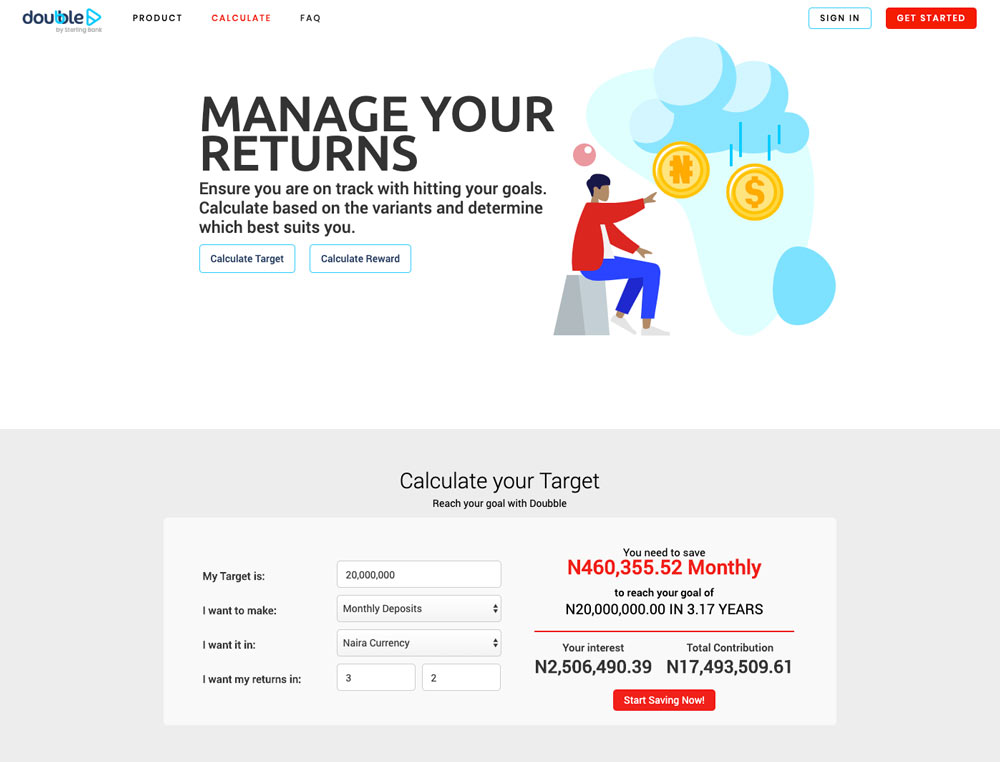 doubble
by Sterling Bank
PRODUCT CALCULATE FAQ SIGN IN GET STARTED
MANAGE YOUR
RETURNS
Ensure you are on track with hitting your goals.
Calculate based on the variants and determine
which best suits you.
Calculate Target Calculate Reward
₦
$
Calculate your Target
Reach your goal with Doubble
My Target is: 20,000,000
I want to make: Monthly Deposits
I want it in: Naira Currency
I want my returns in: 3 2
You need to save
N460,355.52 Monthly
to reach your goal of
N20,000,000.00 IN 3.17 YEARS
Your interest Total Contribution
N2,506,490.39 N17,493,509.61
Start Saving Now!